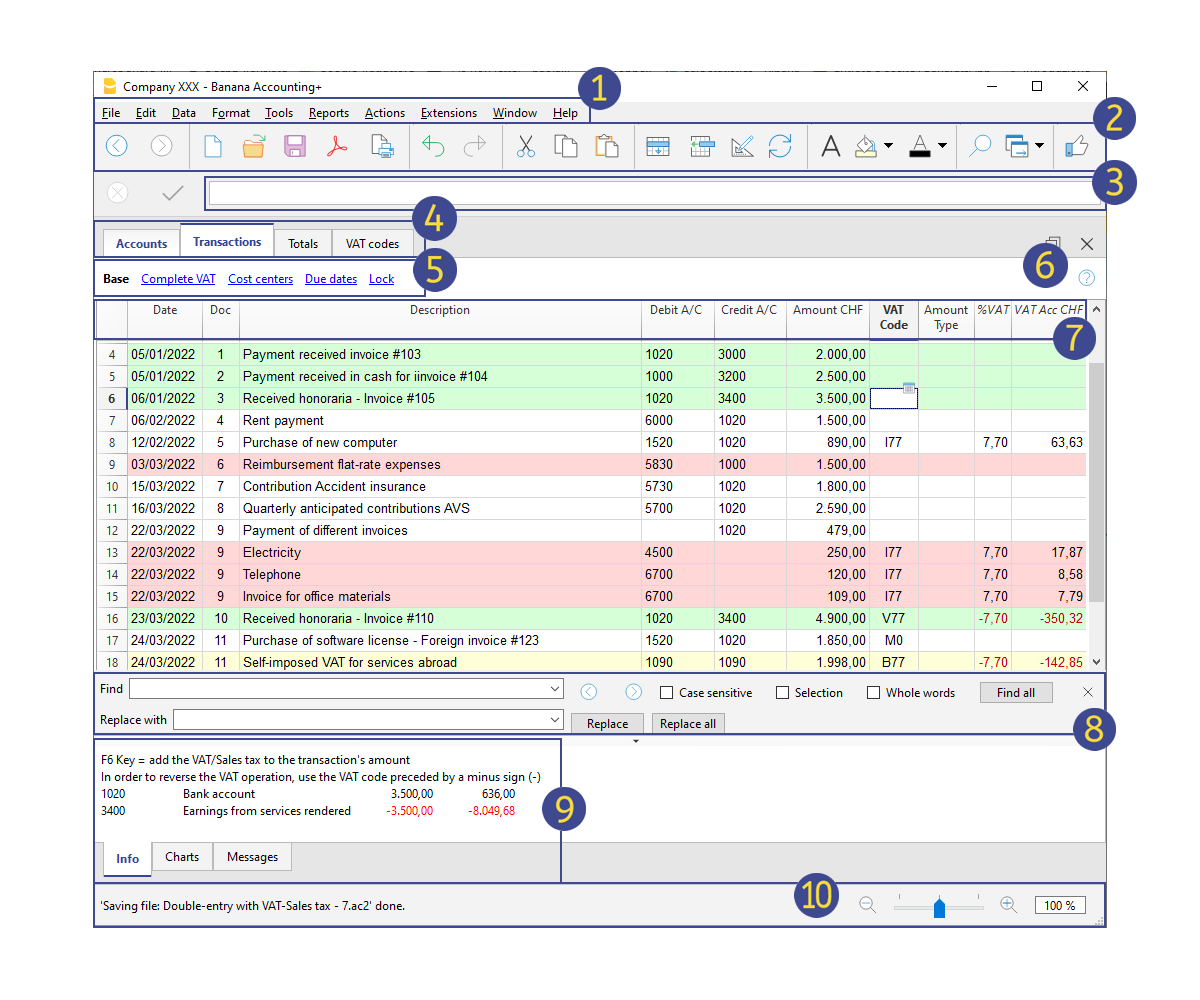 Company XXX - Banana Accounting+
1
File Edit Data Format Tools Reports Actions Extensions Window Help
2
3
4
Accounts Transactions Totals VAT codes
5
Base Complete VAT Cost centers Due dates Lock
6
Date Doc Description Debit A/C Credit A/C Amount CHF VAT Code Amount Type %VAT VAT Acc CHF
7
4 05/01/2022 1 Payment received invoice #103 1020 3000 2.000,00
5 05/01/2022 2 Payment received in cash for iinvoice #104 1000 3200 2.500,00
6 06/01/2022 3 Received honoraria - Invoice #105 1020 3400 3.500,00
7 06/02/2022 4 Rent payment 6000 1020 1.500,00
8 12/02/2022 5 Purchase of new computer 1520 1020 890,00 I77 7,70 63,63
9 03/03/2022 6 Reimbursement flat-rate expenses 5830 1000 1.500,00
10 15/03/2022 7 Contribution Accident insurance 5730 1020 1.800,00
11 16/03/2022 8 Quarterly anticipated contributions AVS 5700 1020 2.590,00
12 22/03/2022 9 Payment of different invoices 1020 479,00
13 22/03/2022 9 Electricity 4500 250,00 I77 7,70 17,87
14 22/03/2022 9 Telephone 6700 120,00 I77 7,70 8,58
15 22/03/2022 9 Invoice for office materials 6700 109,00 I77 7,70 7,79
16 23/03/2022 10 Received honoraria - Invoice #110 1020 3400 4.900,00 V77 -7,70 -350,32
17 24/03/2022 11 Purchase of software license - Foreign invoice #123 1520 1020 1.850,00 M0
18 24/03/2022 11 Self-imposed VAT for services abroad 1090 1090 1.998,00 B77 -7,70 -142,85
Find Case sensitive Selection Whole words Find all
Replace with Replace Replace all
8
F6 Key = add the VAT/Sales tax to the transaction's amount
In order to reverse the VAT operation, use the VAT code preceded by a minus sign (-)
1020 Bank account 3.500,00 636,00
3400 Earnings from services rendered -3.500,00 -8.049,68
9
Info Charts Messages
10
'Saving file: Double-entry with VAT-Sales tax - 7.ac2' done. 100 %